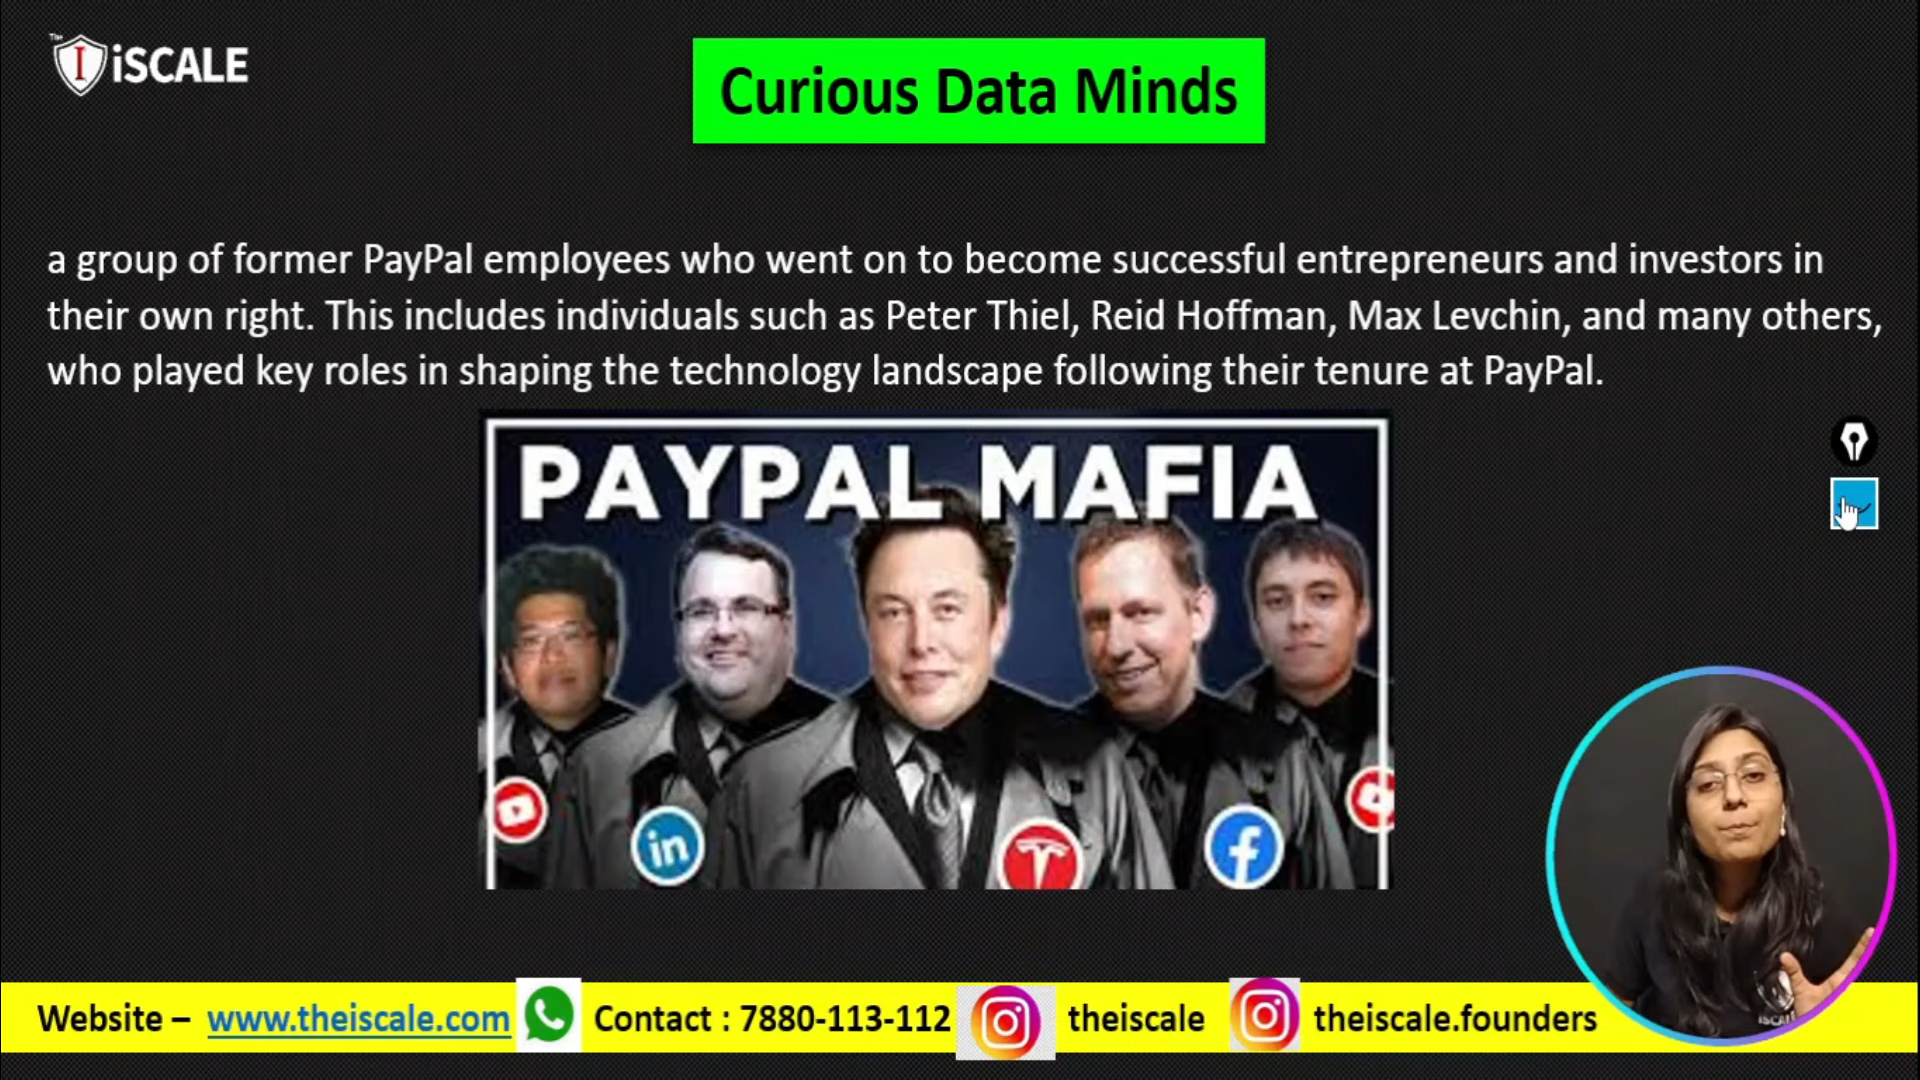 The
I iSCALE
Curious Data Minds
a group of former PayPal employees who went on to become successful entrepreneurs and investors in
their own right. This includes individuals such as Peter Thiel, Reid Hoffman, Max Levchin, and many others,
who played key roles in shaping the technology landscape following their tenure at PayPal.
PAYPAL MAFIA
in
f
Website – www.theiscale.com Contact : 7880-113-112 theiscale theiscale.founders